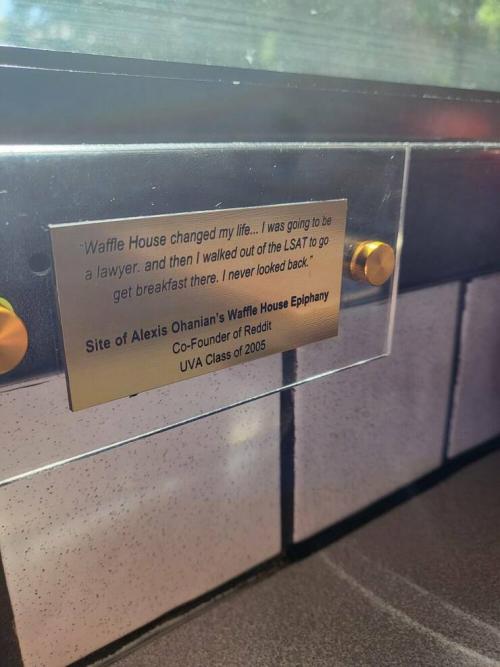 "Waffle House changed my life... I was going to be
a lawyer. and then I walked out of the LSAT to go
get breakfast there. I never looked back."
Site of Alexis Ohanian's Waffle House Epiphany
Co-Founder of Reddit
UVA Class of 2005